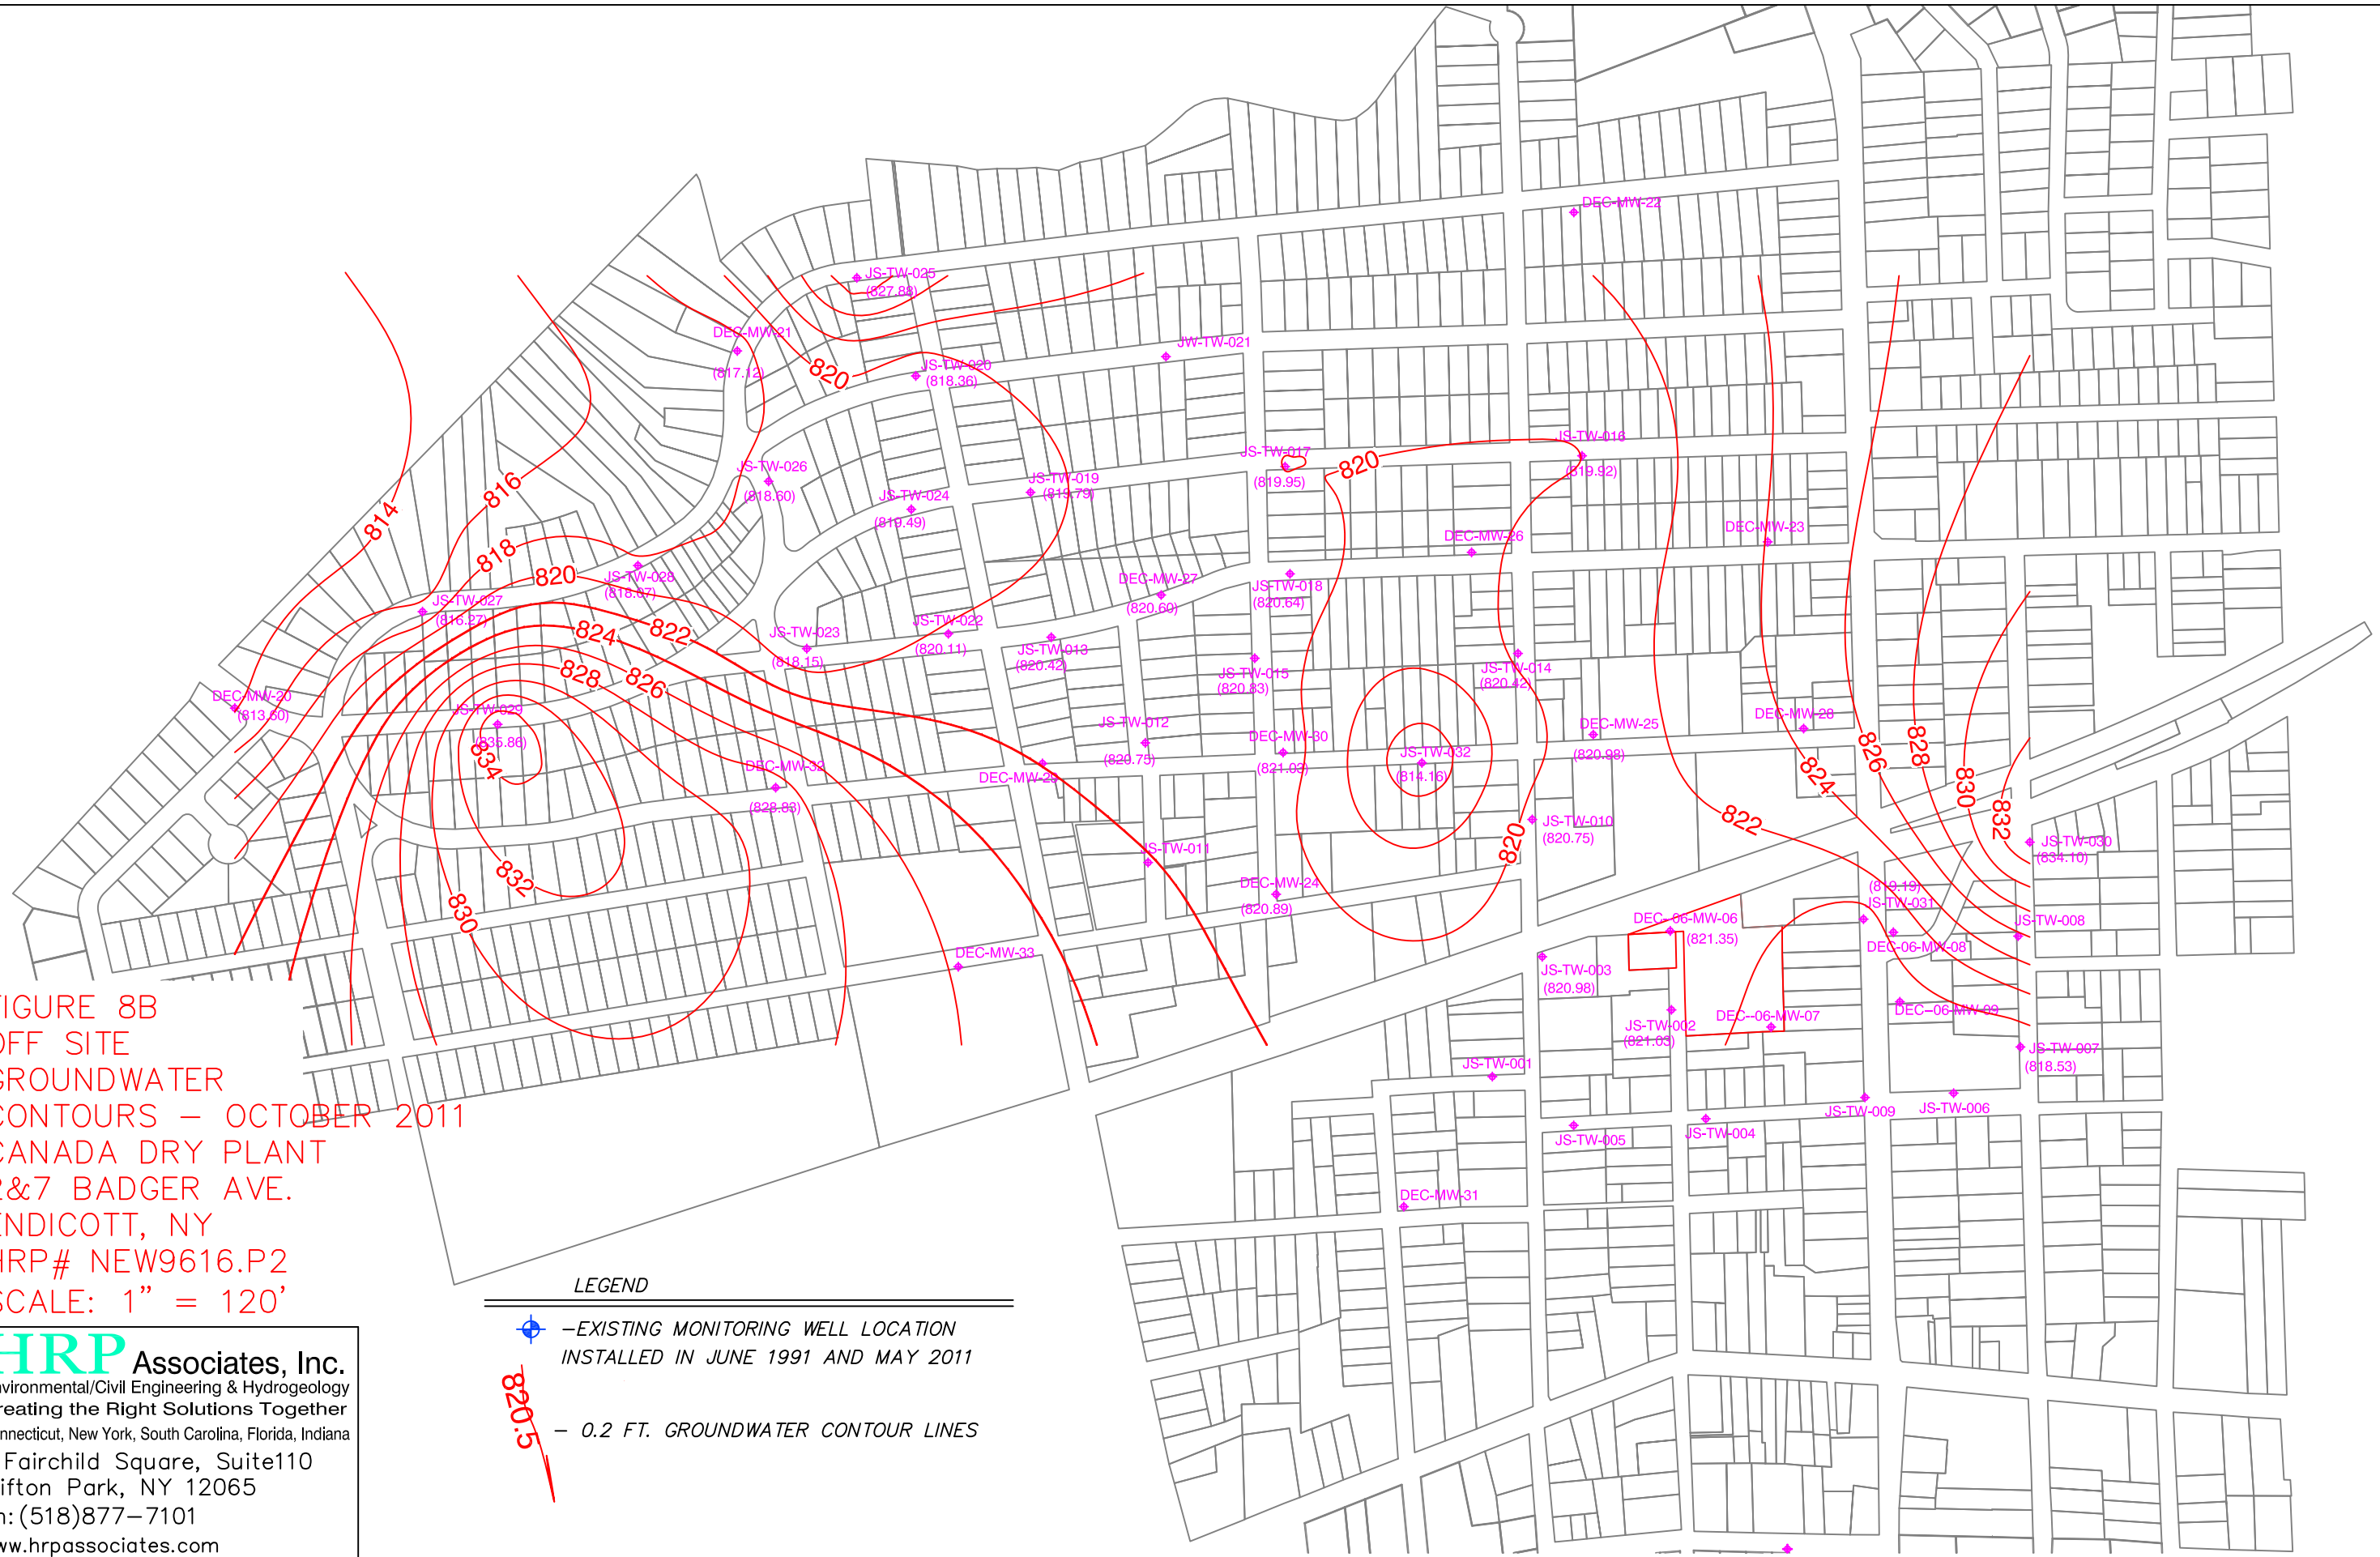 DEC-MW-22
JS-TW-025
(827.88)
DEC-MW-21
(817.12)
JW-TW-021
820
JS-TW-020
(818.36)
JS-TW-016
(819.92)
JS-TW-017
(819.95)
820
JS-TW-026
(818.60)
JS-TW-019
(819.79)
JS-TW-024
(819.49)
816
814
DEC-MW-23
DEC-MW-26
818
820
JS-TW-028
(818.07)
DEC-MW-27
(820.60)
JS-TW-018
(820.64)
JS-TW-027
(816.27)
824
822
JS-TW-023
(818.15)
JS-TW-022
(820.11)
JS-TW-013
(820.42)
JS-TW-015
(820.83)
JS-TW-014
(820.42)
828
826
DEC-MW-20
(813.60)
JS-TW-029
(835.86)
834
JS-TW-012
(820.75)
DEC-MW-30
(821.03)
JS-TW-032
(814.16)
DEC-MW-25
(820.98)
DEC-MW-28
826
828
830
832
824
822
DEC-MW-32
(828.83)
JS-TW-010
(820.75)
820
JS-TW-030
(834.10)
JS-TW-011
DEC-MW-24
(820.89)
832
830
(819.19)
JS-TW-031
DEC-06-MW-06
(821.35)
DEC-06-MW-08
JS-TW-008
DEC-MW-33
JS-TW-003
(820.98)
DEC-06-MW-09
DEC-06-MW-07
JS-TW-002
(821.03)
JS-TW-007
(818.53)
JS-TW-001
JS-TW-009
JS-TW-006
JS-TW-005
JS-TW-004
DEC-MW-31
FIGURE 8B
OFF SITE
GROUNDWATER
CONTOURS – OCTOBER 2011
CANADA DRY PLANT
2&7 BADGER AVE.
ENDICOTT, NY
HRP# NEW9616.P2
SCALE: 1" = 120'
HRP Associates, Inc.
nvironmental/Civil Engineering & Hydrogeology
reating the Right Solutions Together
nnecticut, New York, South Carolina, Florida, Indiana
Fairchild Square, Suite110
ifton Park, NY 12065
:(518)877–7101
ww.hrpassociates.com
LEGEND
–EXISTING MONITORING WELL LOCATION
INSTALLED IN JUNE 1991 AND MAY 2011
820.5
– 0.2 FT. GROUNDWATER CONTOUR LINES